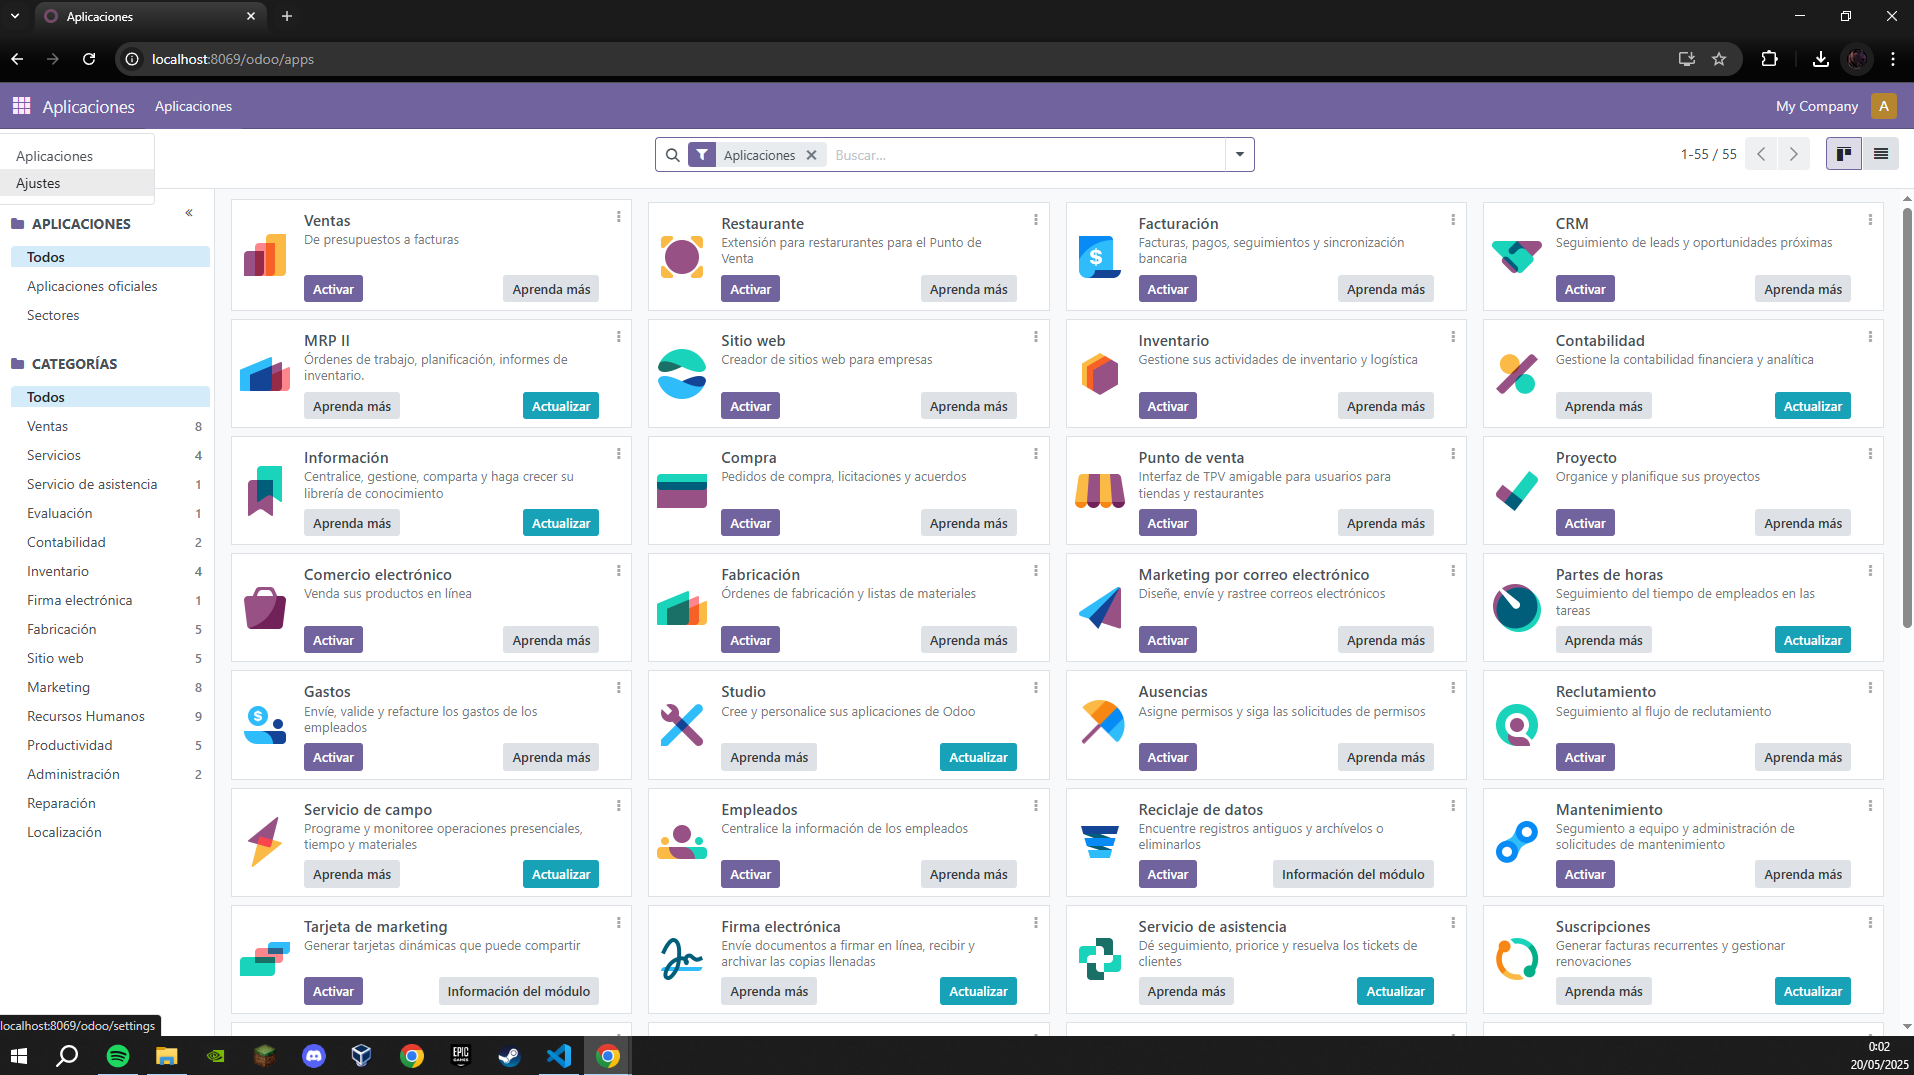 Aplicaciones
localhost:8069/odoo/apps
Aplicaciones
Aplicaciones
My Company
A
Aplicaciones
Ajustes
Aplicaciones
Buscar...
1-55 / 55
APLICACIONES
Todos
Aplicaciones oficiales
Sectores
CATEGORÍAS
Todos
Ventas 8
Servicios 4
Servicio de asistencia 1
Evaluación 1
Contabilidad 2
Inventario 4
Firma electrónica 1
Fabricación 5
Sitio web 5
Marketing 8
Recursos Humanos 9
Productividad 5
Administración 2
Reparación
Localización
Ventas
De presupuestos a facturas
Activar
Aprenda más
Restaurante
Extensión para restarurantes para el Punto de
Venta
Activar
Aprenda más
Facturación
Facturas, pagos, seguimientos y sincronización
bancaria
Activar
Aprenda más
CRM
Seguimiento de leads y oportunidades próximas
Activar
Aprenda más
MRP II
Órdenes de trabajo, planificación, informes de
inventario.
Aprenda más
Actualizar
Sitio web
Creador de sitios web para empresas
Activar
Aprenda más
Inventario
Gestione sus actividades de inventario y logística
Activar
Aprenda más
Contabilidad
Gestione la contabilidad financiera y analítica
Aprenda más
Actualizar
Información
Centralice, gestione, comparta y haga crecer su
librería de conocimiento
Aprenda más
Actualizar
Compra
Pedidos de compra, licitaciones y acuerdos
Activar
Aprenda más
Punto de venta
Interfaz de TPV amigable para usuarios para
tiendas y restaurantes
Activar
Aprenda más
Proyecto
Organice y planifique sus proyectos
Activar
Aprenda más
Comercio electrónico
Venda sus productos en línea
Activar
Aprenda más
Fabricación
Órdenes de fabricación y listas de materiales
Activar
Aprenda más
Marketing por correo electrónico
Diseñe, envíe y rastree correos electrónicos
Activar
Aprenda más
Partes de horas
Seguimiento del tiempo de empleados en las
tareas
Aprenda más
Actualizar
Gastos
Envíe, valide y refacture los gastos de los
empleados
Activar
Aprenda más
Studio
Cree y personalice sus aplicaciones de Odoo
Aprenda más
Actualizar
Ausencias
Asigne permisos y siga las solicitudes de permisos
Activar
Aprenda más
Reclutamiento
Seguimiento al flujo de reclutamiento
Activar
Aprenda más
Servicio de campo
Programe y monitoree operaciones presenciales,
tiempo y materiales
Aprenda más
Actualizar
Empleados
Centralice la información de los empleados
Activar
Aprenda más
Reciclaje de datos
Encuentre registros antiguos y archívelos o
eliminarlos
Activar
Información del módulo
Mantenimiento
Segumiento a equipo y administración de
solicitudes de mantenimiento
Activar
Aprenda más
Tarjeta de marketing
Generar tarjetas dinámicas que puede compartir
Activar
Información del módulo
Firma electrónica
Envíe documentos a firmar en línea, recibir y
archivar las copias llenadas
Aprenda más
Actualizar
Servicio de asistencia
Dé seguimiento, priorice y resuelva los tickets de
clientes
Aprenda más
Actualizar
Suscripciones
Generar facturas recurrentes y gestionar
renovaciones
Aprenda más
Actualizar
localhost:8069/odoo/settings
EPIC
GAMES
0:02
20/05/2025